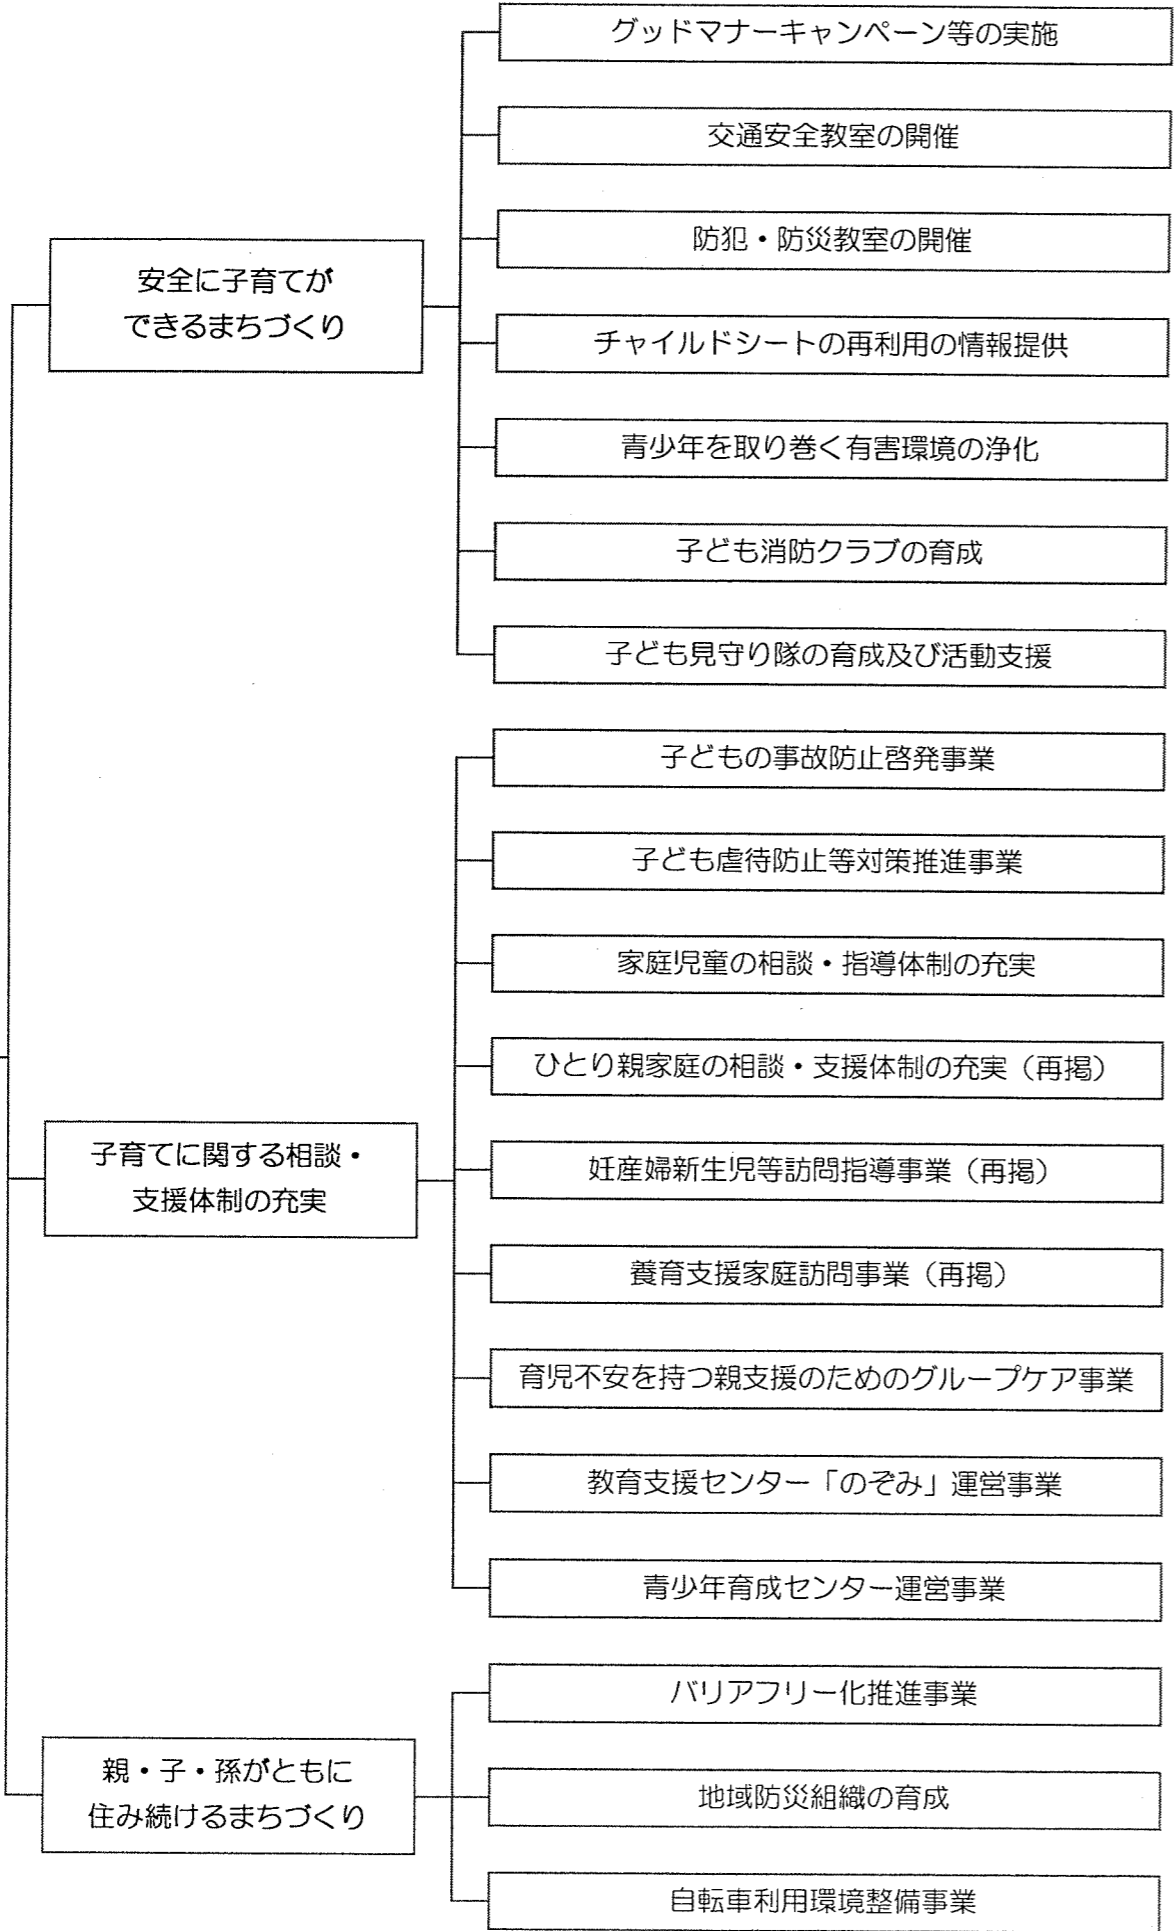 グッドマナーキャンペーン等の実施
交通安全教室の開催
防犯・防災教室の開催
安全に子育てが
できるまちづくり
チャイルドシートの再利用の情報提供
青少年を取り巻く有害環境の浄化
子ども消防クラブの育成
子ども見守り隊の育成及び活動支援
子どもの事故防止啓発事業
子ども虐待防止等対策推進事業
家庭児童の相談・指導体制の充実
ひとり親家庭の相談・支援体制の充実（再掲）
子育てに関する相談・
支援体制の充実
妊産婦新生児等訪問指導事業（再掲）
養育支援家庭訪問事業（再掲）
育児不安を持つ親支援のためのグループケア事業
教育支援センター「のぞみ」運営事業
青少年育成センター運営事業
バリアフリー化推進事業
親・子・孫がともに
住み続けるまちづくり
地域防災組織の育成
自転車利用環境整備事業